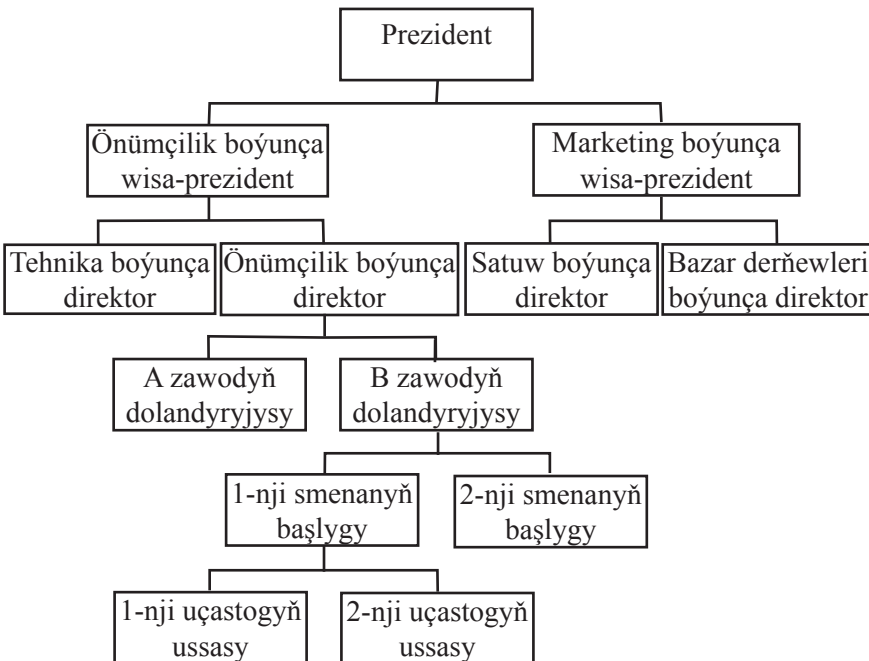 Prezident
Önümçilik boýunça
wisa-prezident
Marketing boýunça
wisa-prezident
Tehnika boýunça
direktor
Önümçilik boýunça
direktor
Satuw boýunça
direktor
Bazar derňewleri
boýunça direktor
A zawodyň
dolandyryjysy
B zawodyň
dolandyryjysy
1-nji smenanyň
başlygy
2-nji smenanyň
başlygy
1-nji uçastogyň
ussasy
2-nji uçastogyň
ussasy